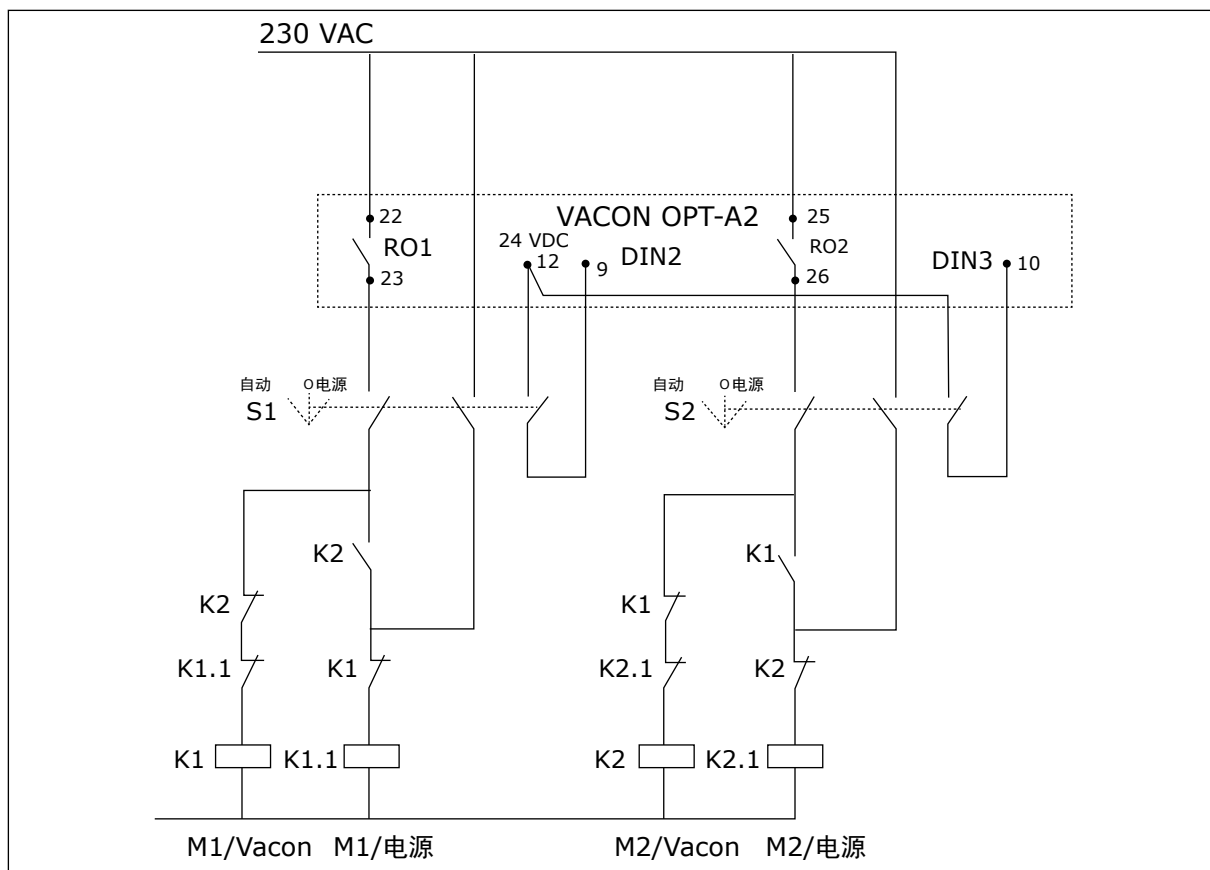 230 VAC
VACON OPT-A2
22
RO1
23
24 VDC
12
9
DIN2
25
RO2
26
DIN3
10
自动
O电源
S1
自动
O电源
S2
K2
K1
K2
K1
K1.1
K1
K2.1
K2
K1
K1.1
K2
K2.1
M1/Vacon
M1/电源
M2/Vacon
M2/电源